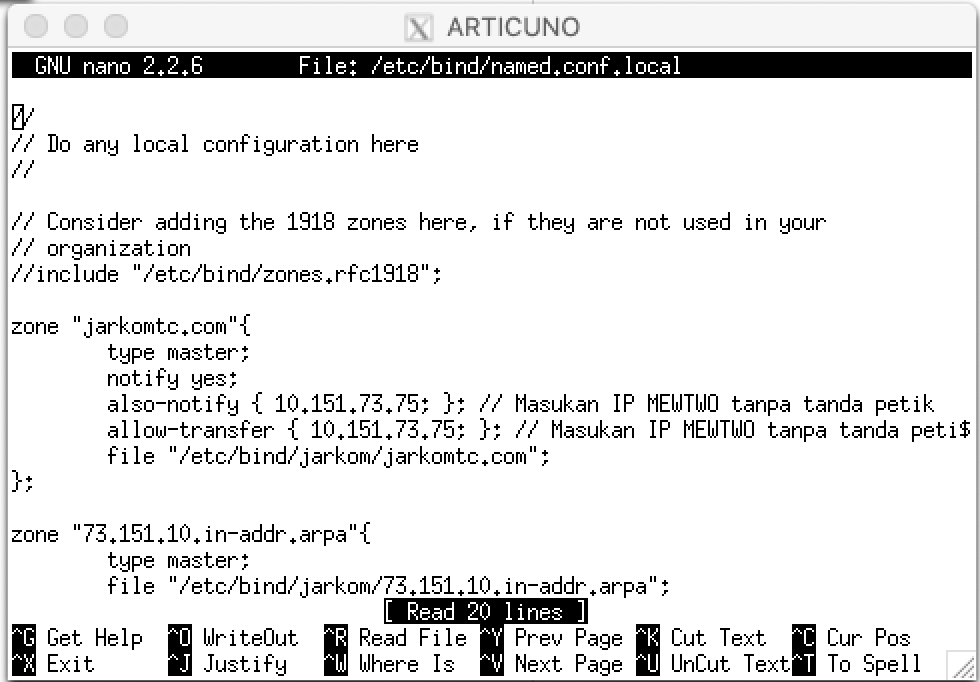 ARTICUNO
GNU nano 2.2.6 File: /etc/bind/named.conf.local
//
// Do any local configuration here
//
// Consider adding the 1918 zones here, if they are not used in your
// organization
//include "/etc/bind/zones.rfc1918";
zone "jarkomtc.com"{
type master;
notify yes;
also-notify { 10.151.73.75; }; // Masukan IP MEWTWO tanpa tanda petik
allow-transfer { 10.151.73.75; }; // Masukan IP MEWTWO tanpa tanda peti$
file "/etc/bind/jarkom/jarkomtc.com";
};
zone "73.151.10.in-addr.arpa"{
type master;
file "/etc/bind/jarkom/73.151.10.in-addr.arpa";
[ Read 20 lines ]
^G Get Help ^O WriteOut ^R Read File ^Y Prev Page ^K Cut Text ^C Cur Pos
^X Exit ^J Justify ^W Where Is ^V Next Page ^U UnCut Text ^T To Spell